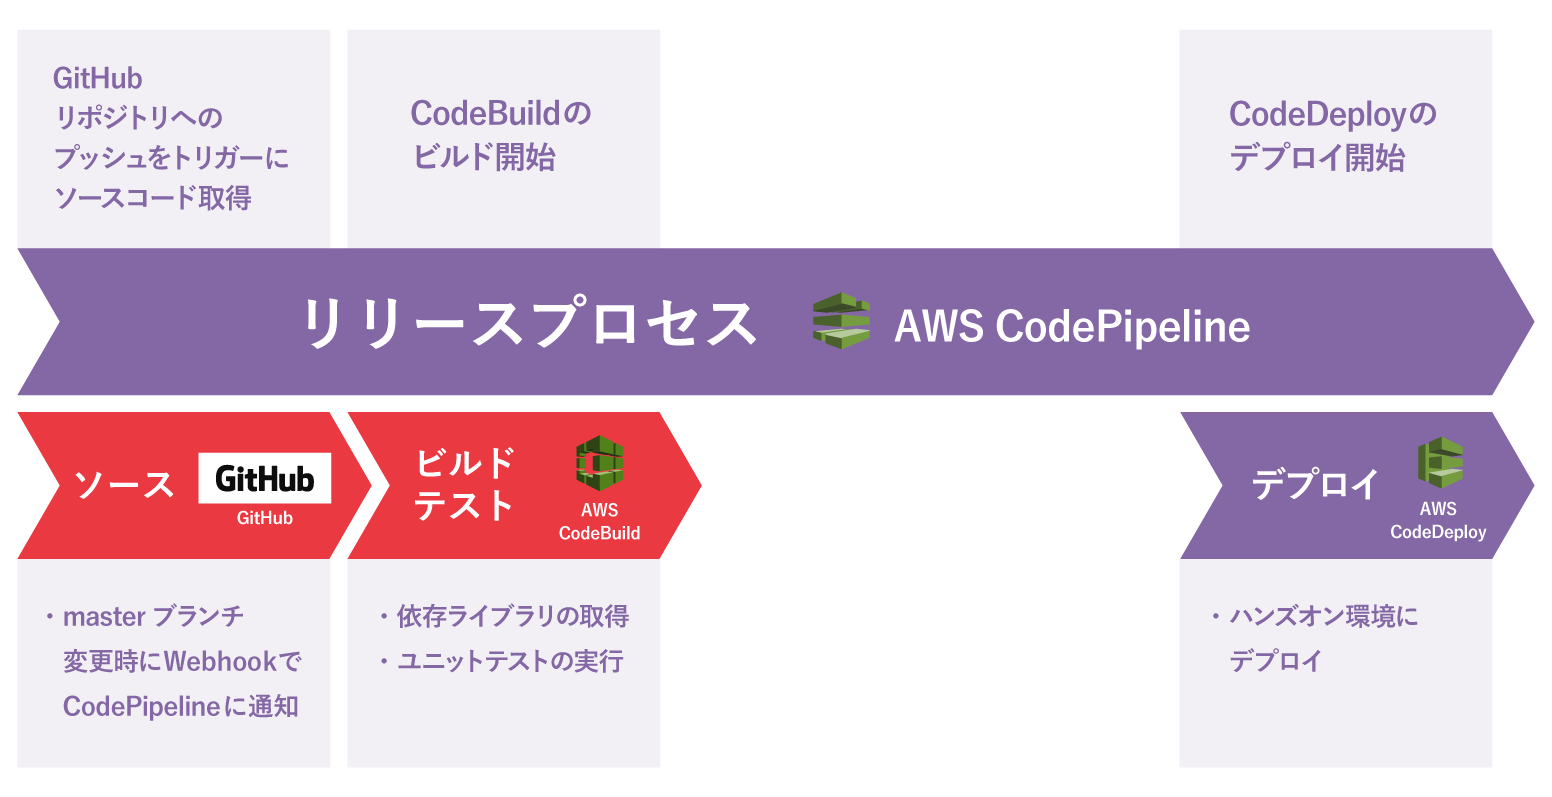 GitHub
リポジトリへの
プッシュをトリガーに
ソースコード取得
CodeBuildの
ビルド開始
CodeDeployの
デプロイ開始
リリースプロセス
AWS CodePipeline
ソース
GitHub
GitHub
ビルド
テスト
AWS
CodeBuild
デプロイ
AWS
CodeDeploy
・master ブランチ
変更時にWebhookで
CodePipelineに通知
・依存ライブラリの取得
・ユニットテストの実行
・ハンズオン環境に
デプロイ